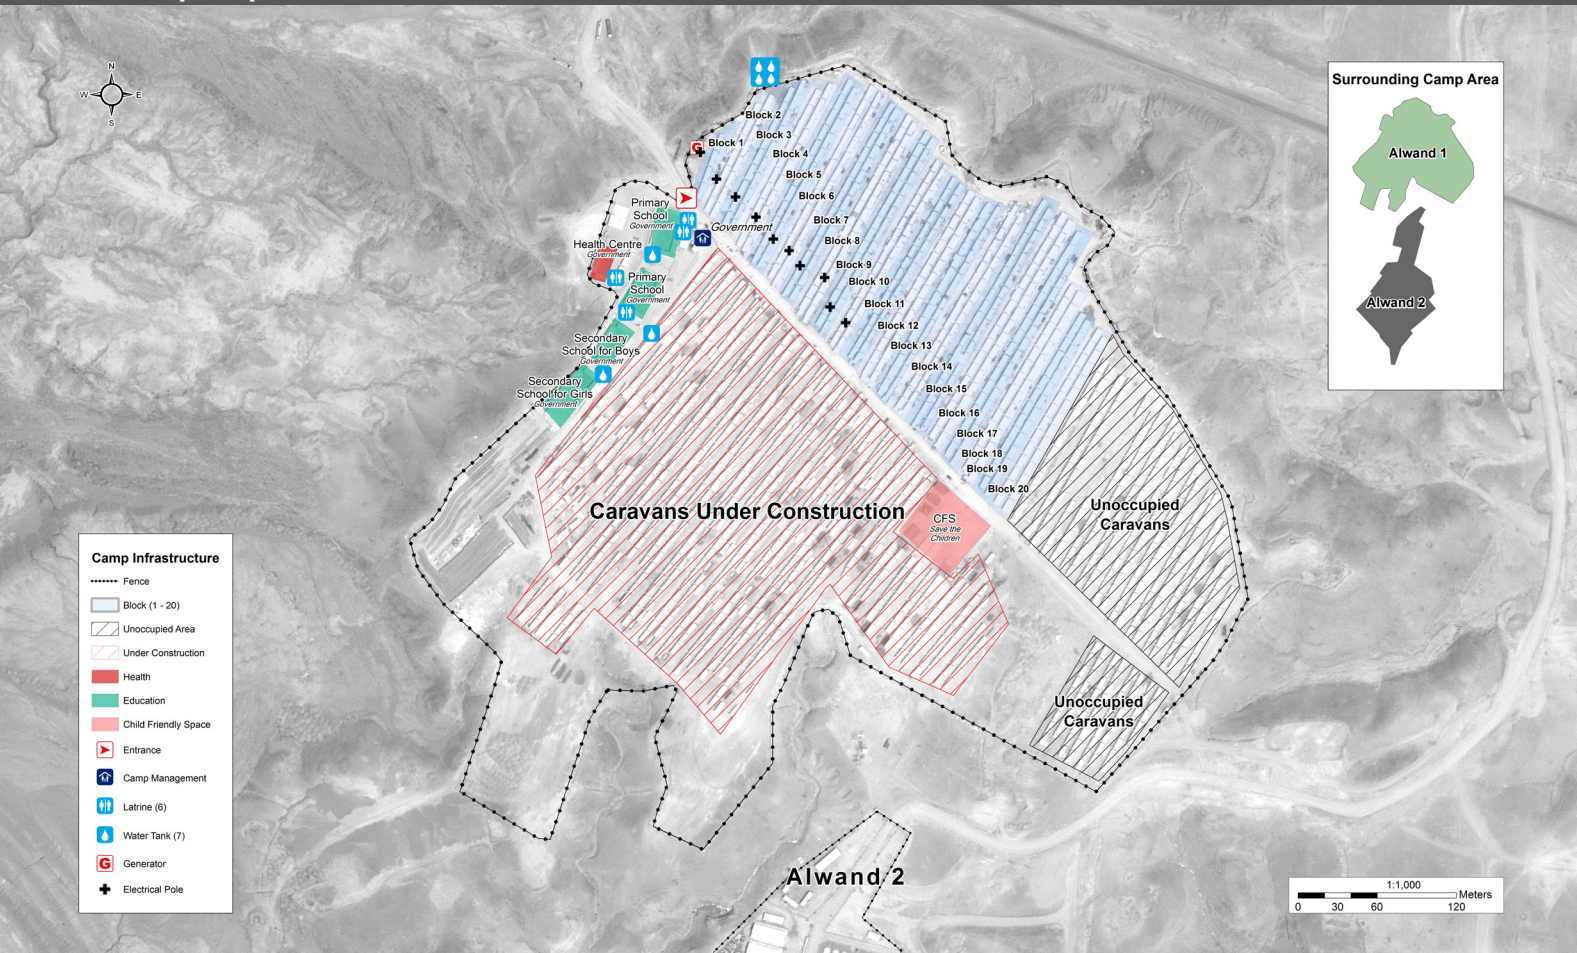 N
W
E
S
Surrounding Camp Area
Alwand 1
Alwand 2
Block 2
Block 3
G
Block 1
Block 4
Block 5
Block 6
Block 7
Block 8
Block 9
Block 10
Block 11
Block 12
Block 13
Block 14
Block 15
Block 16
Block 17
Block 18
Block 19
Block 20
Primary
School
Government
Government
Health Centre
Government
Primary
School
Government
Secondary
School for Boys
Government
Secondary
School for Girls
Government
Caravans Under Construction
CFS
Save the
Children
Unoccupied
Caravans
Unoccupied
Caravans
Alwand 2
Camp Infrastructure
Fence
Block (1 - 20)
Unoccupied Area
Under Construction
Health
Education
Child Friendly Space
Entrance
Camp Management
Latrine (6)
Water Tank (7)
G Generator
Electrical Pole
1:1,000
Meters
0 30 60 120